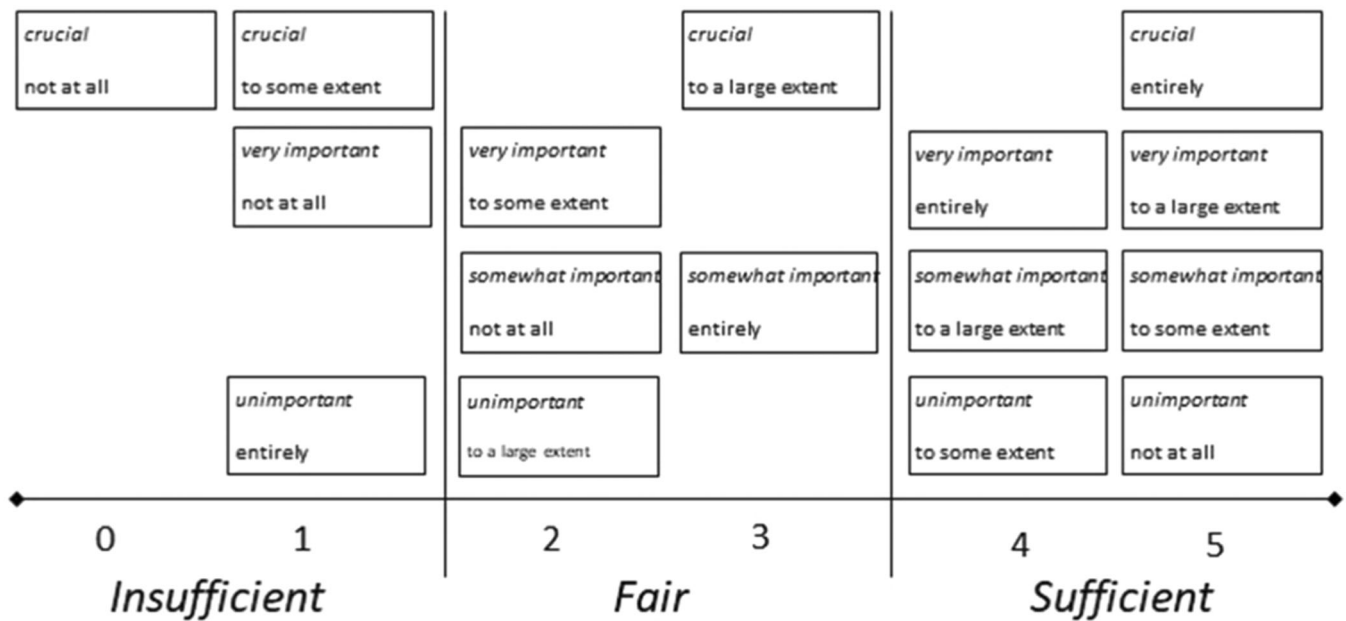 crucial
not at all
crucial
to some extent
crucial
to a large extent
crucial
entirely
very important
not at all
very important
to some extent
very important
entirely
very important
to a large extent
somewhat important
not at all
somewhat important
entirely
somewhat important
to a large extent
somewhat important
to some extent
unimportant
entirely
unimportant
to a large extent
unimportant
to some extent
unimportant
not at all
0
1
2
3
4
5
Insufficient
Fair
Sufficient